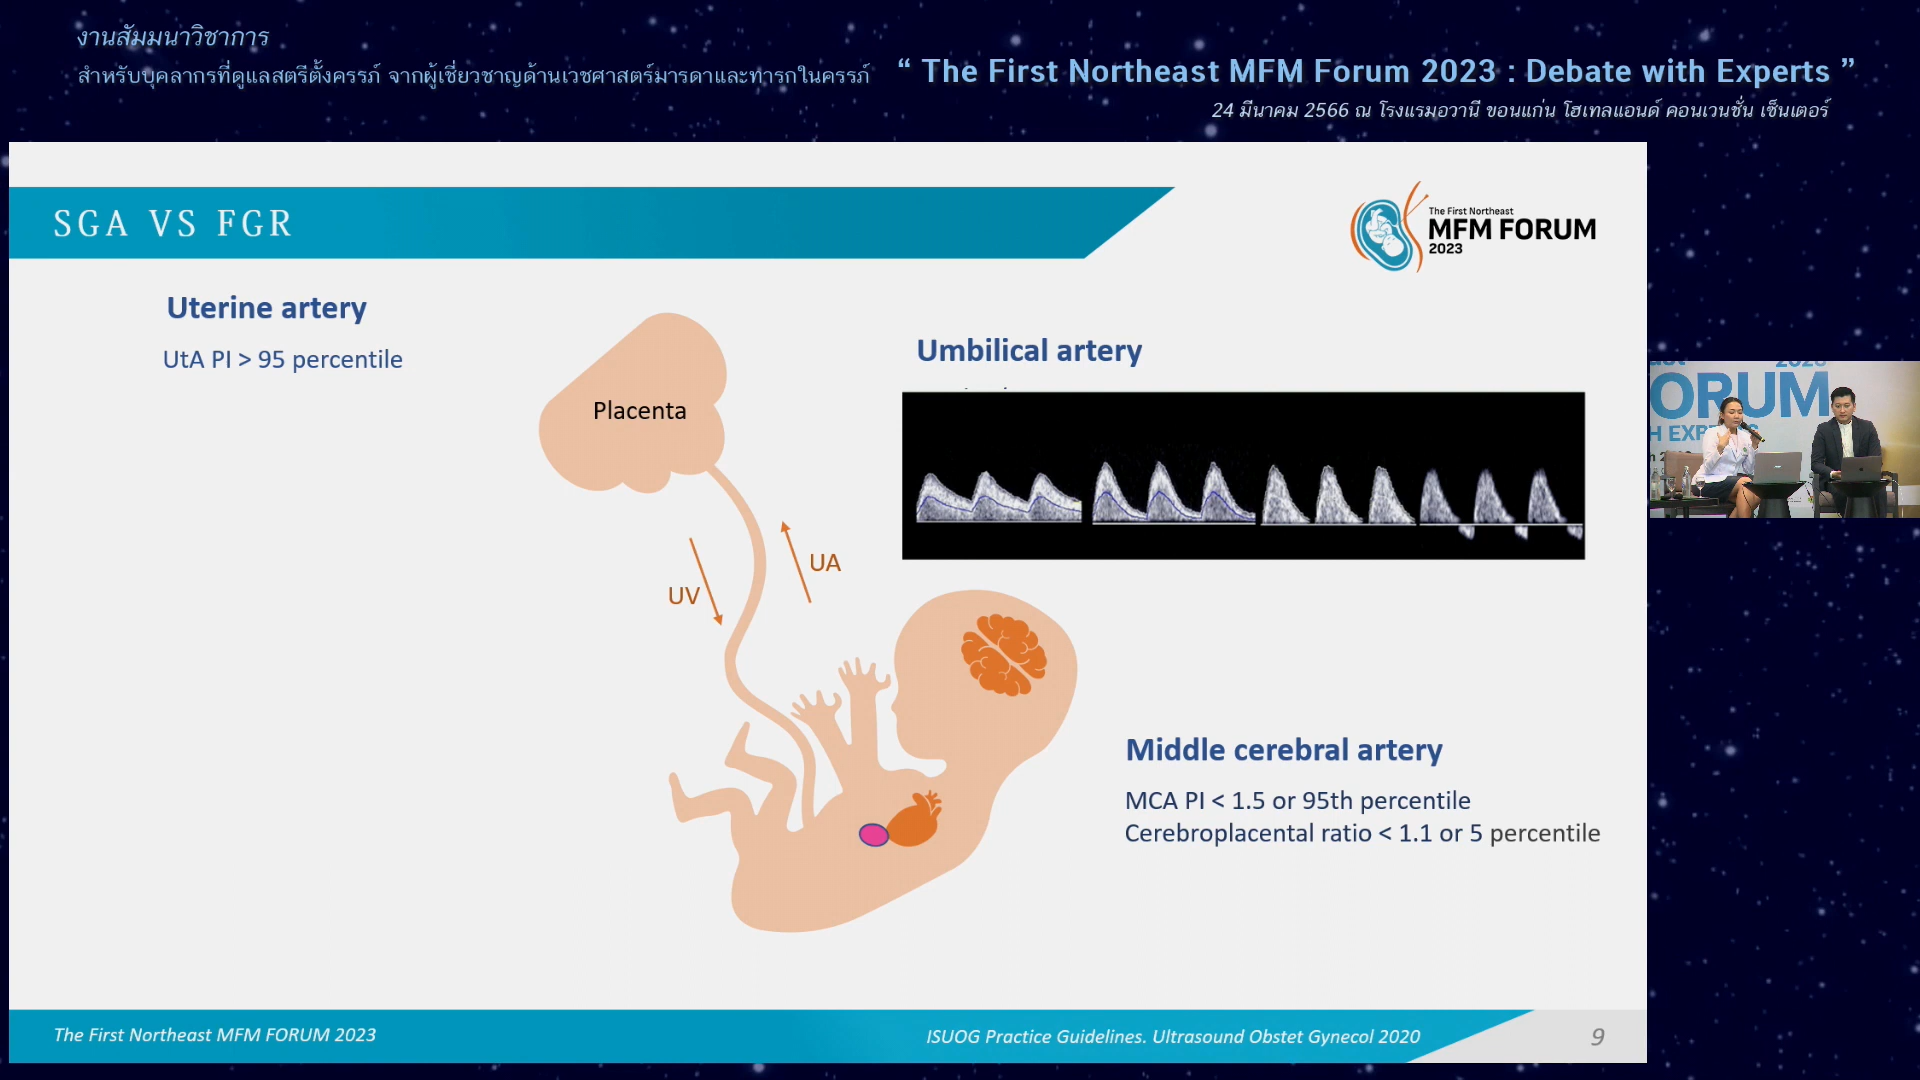 งานสัมมนาวิชาการ
สำหรับบุคลากรที่ดูแลสตรีตั้งครรภ์ จากผู้เชี่ยวชาญด้านเวชศาสตร์มารดาและทารกในครรภ์
“ The First Northeast MFM Forum 2023 : Debate with Experts ”
24 มีนาคม 2566 ณ โรงแรมอวานี ขอนแก่น โฮเทลแอนด์ คอนเวนชั่น เซ็นเตอร์
SGA VS FGR
The First Northeast
MFM FORUM
2023
Uterine artery
UtA PI > 95 percentile
Placenta
Umbilical artery
UA
UV
Middle cerebral artery
MCA PI < 1.5 or 95th percentile
Cerebroplacental ratio < 1.1 or 5 percentile
2023
ORUM
H EXP
The First Northeast MFM FORUM 2023
ISUOG Practice Guidelines. Ultrasound Obstet Gynecol 2020
9